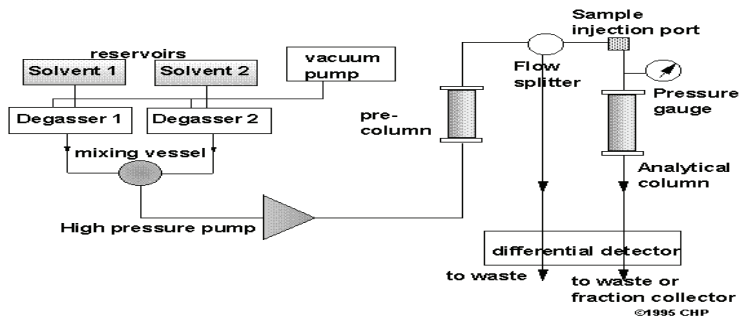 reservoirs
Solvent 1
Solvent 2
vacuum
pump
Degasser 1
Degasser 2
mixing vessel
High pressure pump
pre-
column
Sample
injection port
Flow
splitter
Pressure
gauge
Analytical
column
differential detector
to waste
to waste or
fraction collector
©1995 CHP